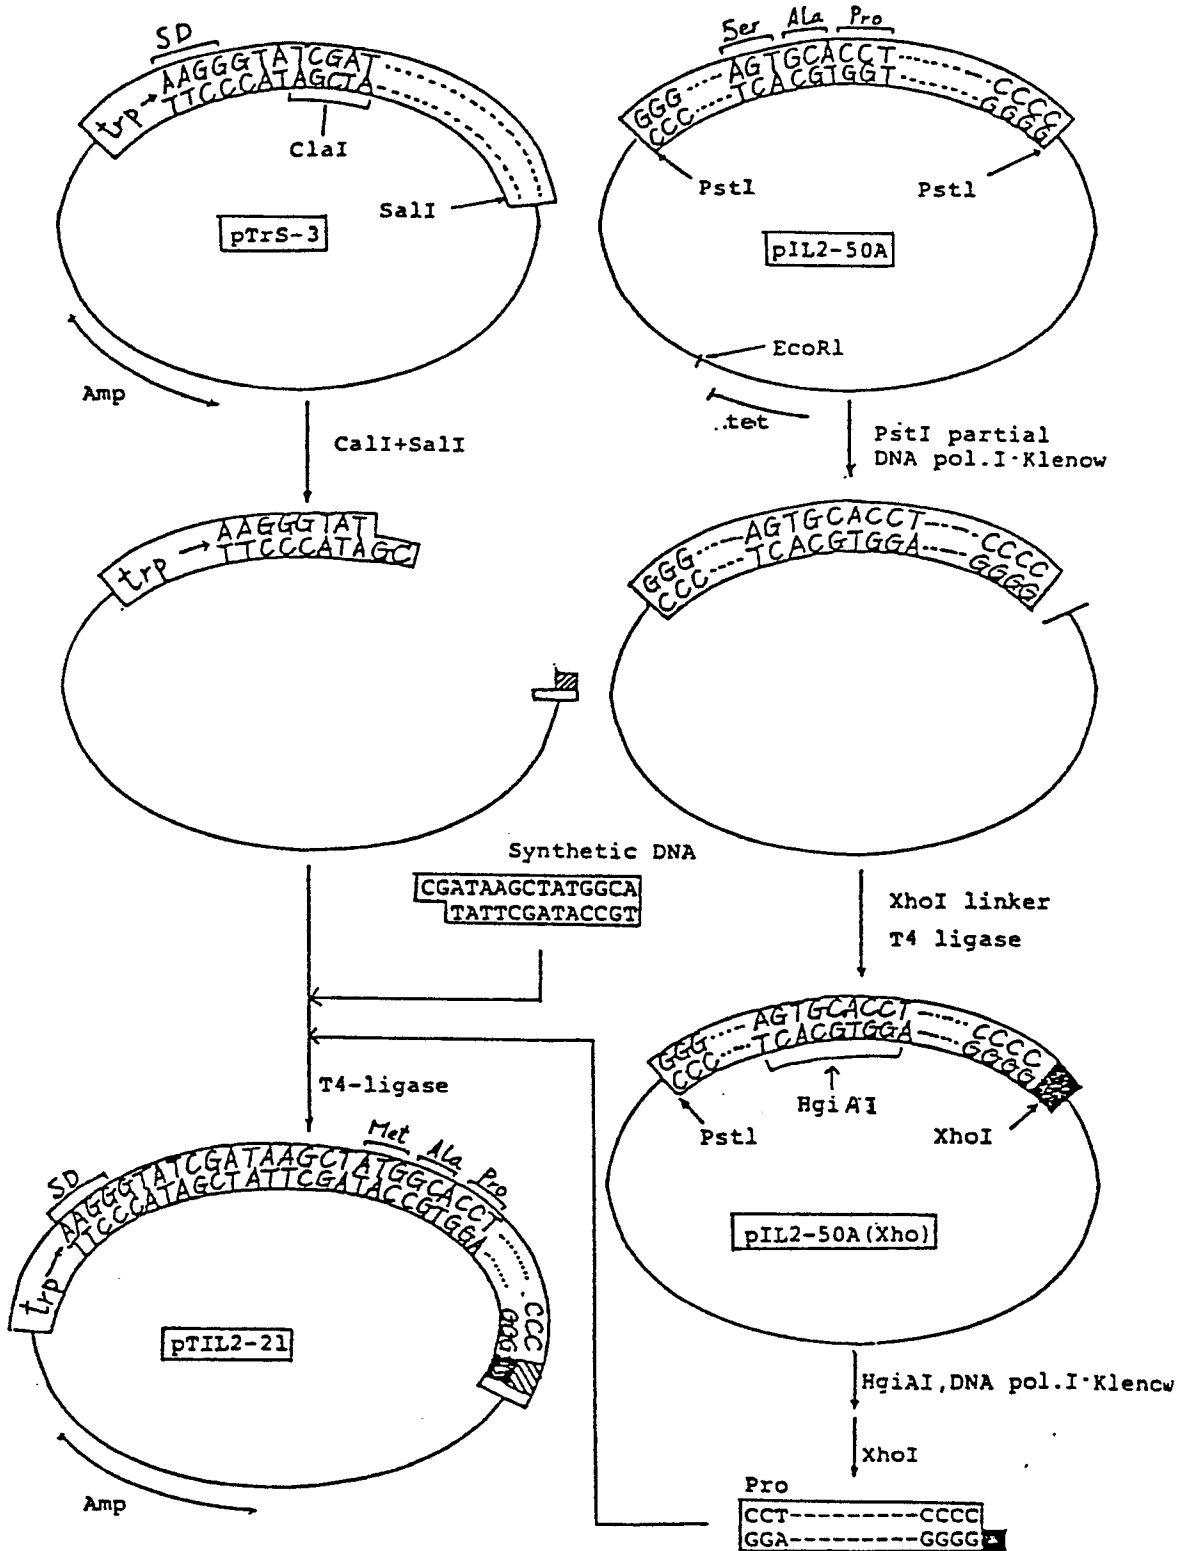 SD
AAGGGTATCGAT
TTCCCATAGCTA
trp
ClaI
SalI
pTrS-3
Amp
CalI+SalI
Ser Ala Pro
GGG AGTGCACCT CCCC
CCC TCACGTGGT GGGG
PstI
Pstl
pIL2-50A
EcoRl
tet
PstI partial
DNA pol.I·Klenow
AAGGGTAT
TTCCCATAGC
trp
GGG AGTGCACCT CCCC
CCC TCACGTGGA GGGG
Synthetic DNA
CGATAAGCTATGGCA
TATTCGATACCGT
XhoI linker
T4 ligase
T4-ligase
GGG AGTGCACCT CCCC
CCC TCACGTGGA GGGG
HgiAI
Pstl
XhoI
pIL2-50A(Xho)
SD
Met Ala Pro
AAGGGTATCGATAAGCTATGGCACCT CCC
TTCCCATAGCTATTCGATACCGTGGA GGG
trp
pTIL2-21
Amp
HgiAI,DNA pol.I·Klenow
XhoI
Pro
CCT---------CCCC
GGA---------GGGG